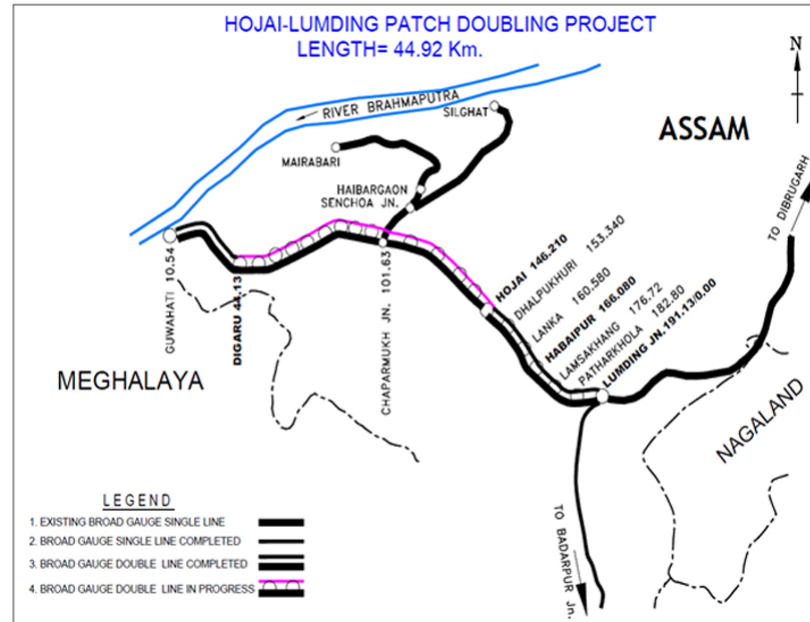 HOJAI-LUMDING PATCH DOUBLING PROJECT
LENGTH= 44.92 Km.
N
RIVER BRAHMAPUTRA
SILGHAT
ASSAM
MAIRABARI
HAIBARGAON
SENCHOA JN.
TO DIBRUGARH
GUWAHATI 10.54
DIGARU 44.13
CHAPARMUKH JN. 101.63
HOJAI 146.210
DHALPUKHURI 153.340
LANKA 160.580
HABAIPUR 166.080
LAMSAKHANG 176.72
PATHARKHOLA 182.80
LUMDING JN.191.13/0.00
MEGHALAYA
NAGALAND
TO BADARPUR Jn.
LEGEND
1. EXISTING BROAD GAUGE SINGLE LINE
2. BROAD GAUGE SINGLE LINE COMPLETED
3. BROAD GAUGE DOUBLE LINE COMPLETED
4. BROAD GAUGE DOUBLE LINE IN PROGRESS